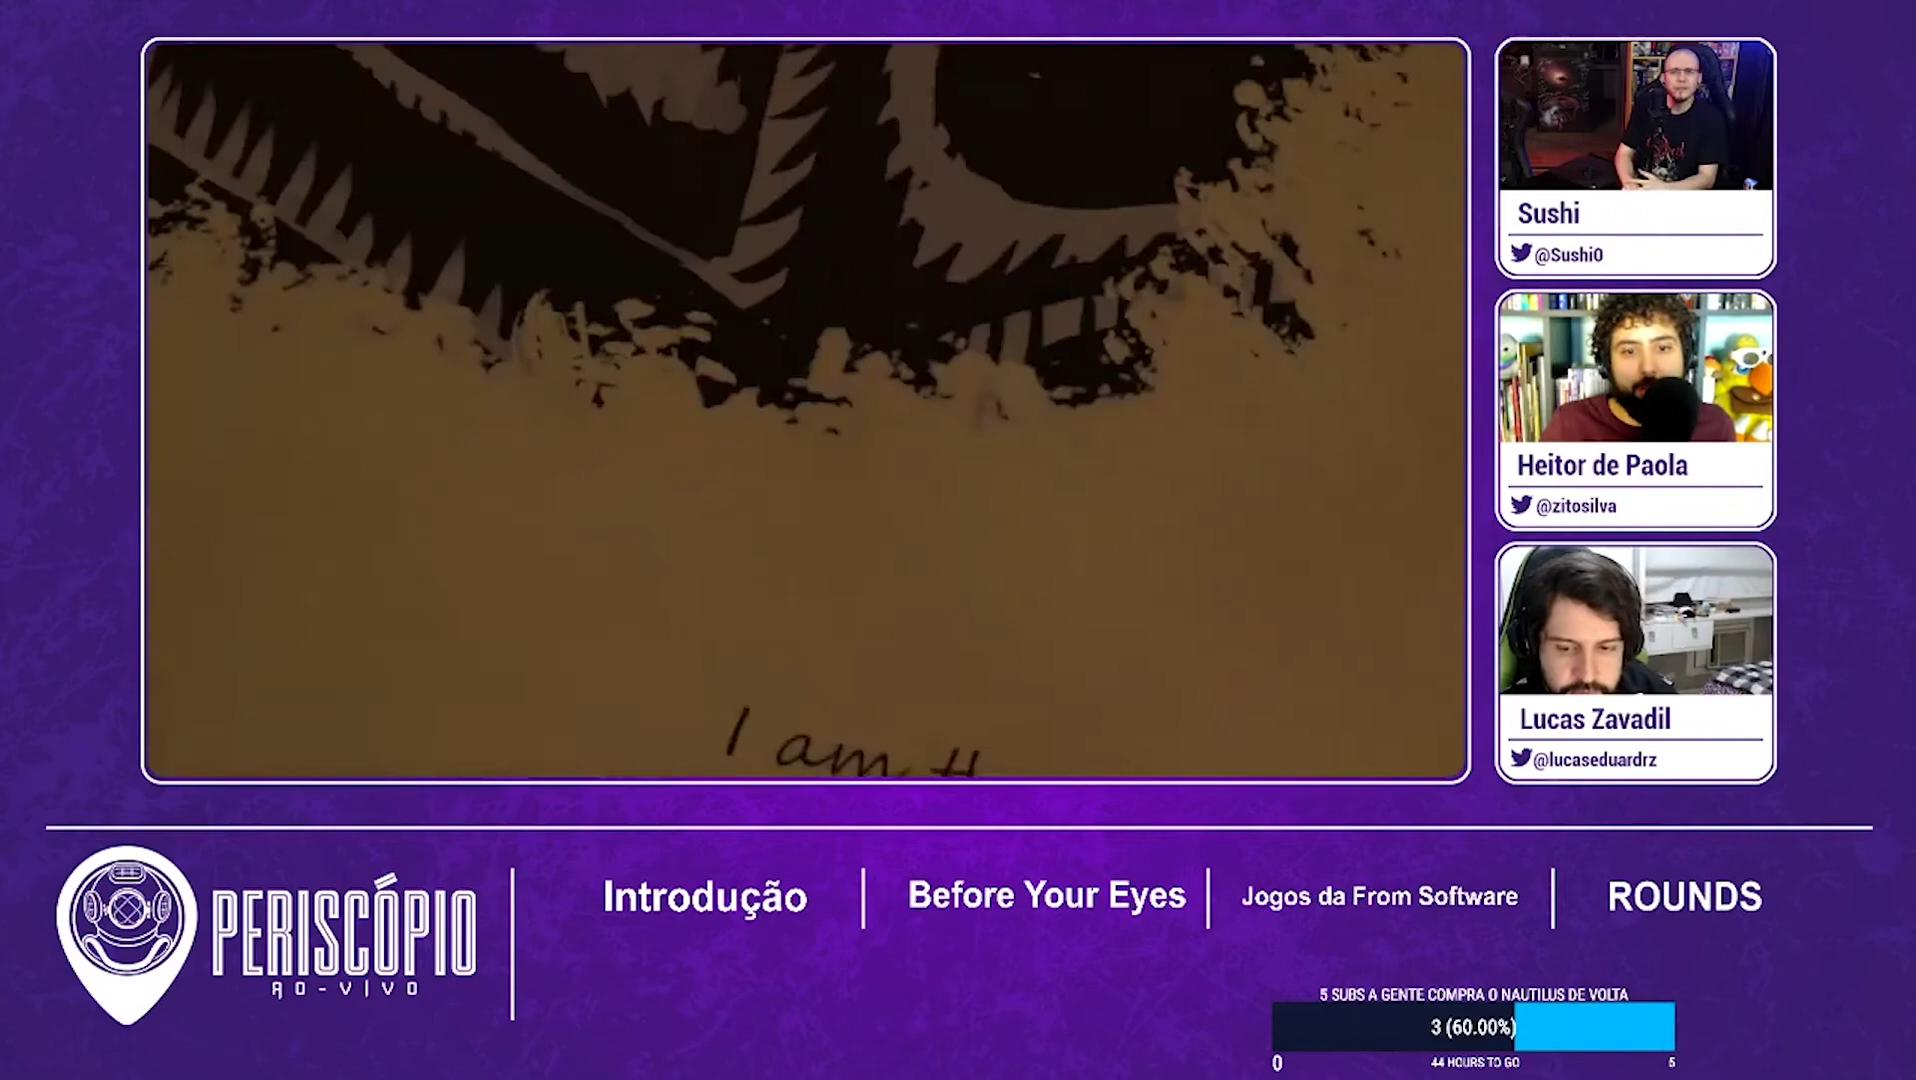 I am
Sushi
@Sushi0
Heitor de Paola
@zitosilva
Lucas Zavadil
@lucaseduardrz
PERISCÓPIO
AO-VIVO
Introdução
Before Your Eyes
Jogos da From Software
ROUNDS
5 SUBS A GENTE COMPRA O NAUTILUS DE VOLTA
3 (60.00%)
0
44 HOURS TO GO
5